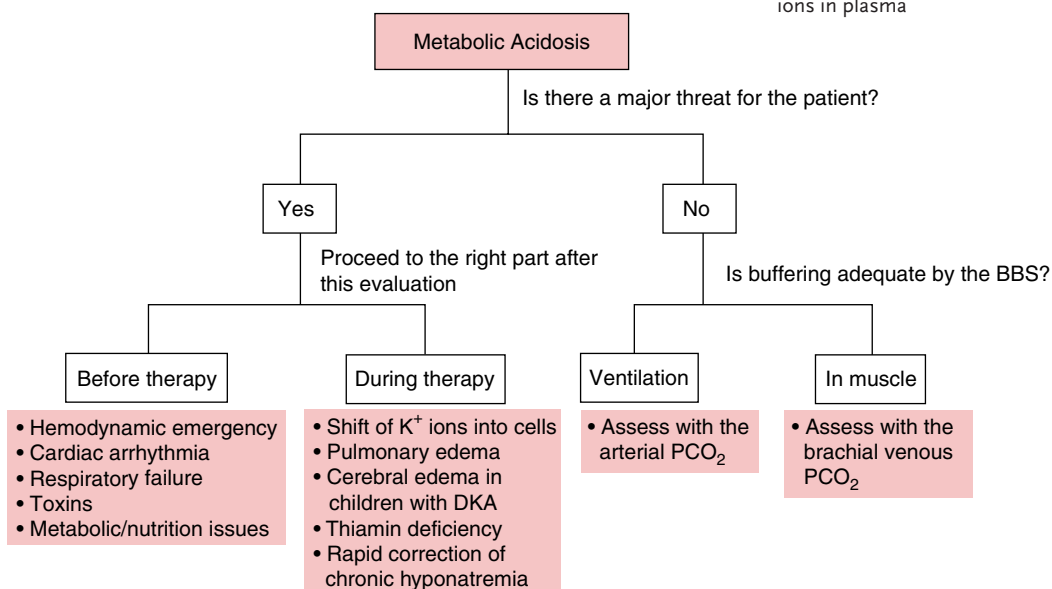 ions in plasma
Metabolic Acidosis
Is there a major threat for the patient?
Yes
No
Proceed to the right part after
this evaluation
Is buffering adequate by the BBS?
Before therapy
During therapy
Ventilation
In muscle
• Hemodynamic emergency
• Cardiac arrhythmia
• Respiratory failure
• Toxins
• Metabolic/nutrition issues
• Shift of K⁺ ions into cells
• Pulmonary edema
• Cerebral edema in
children with DKA
• Thiamin deficiency
• Rapid correction of
chronic hyponatremia
• Assess with the
arterial PCO₂
• Assess with the
brachial venous
PCO₂